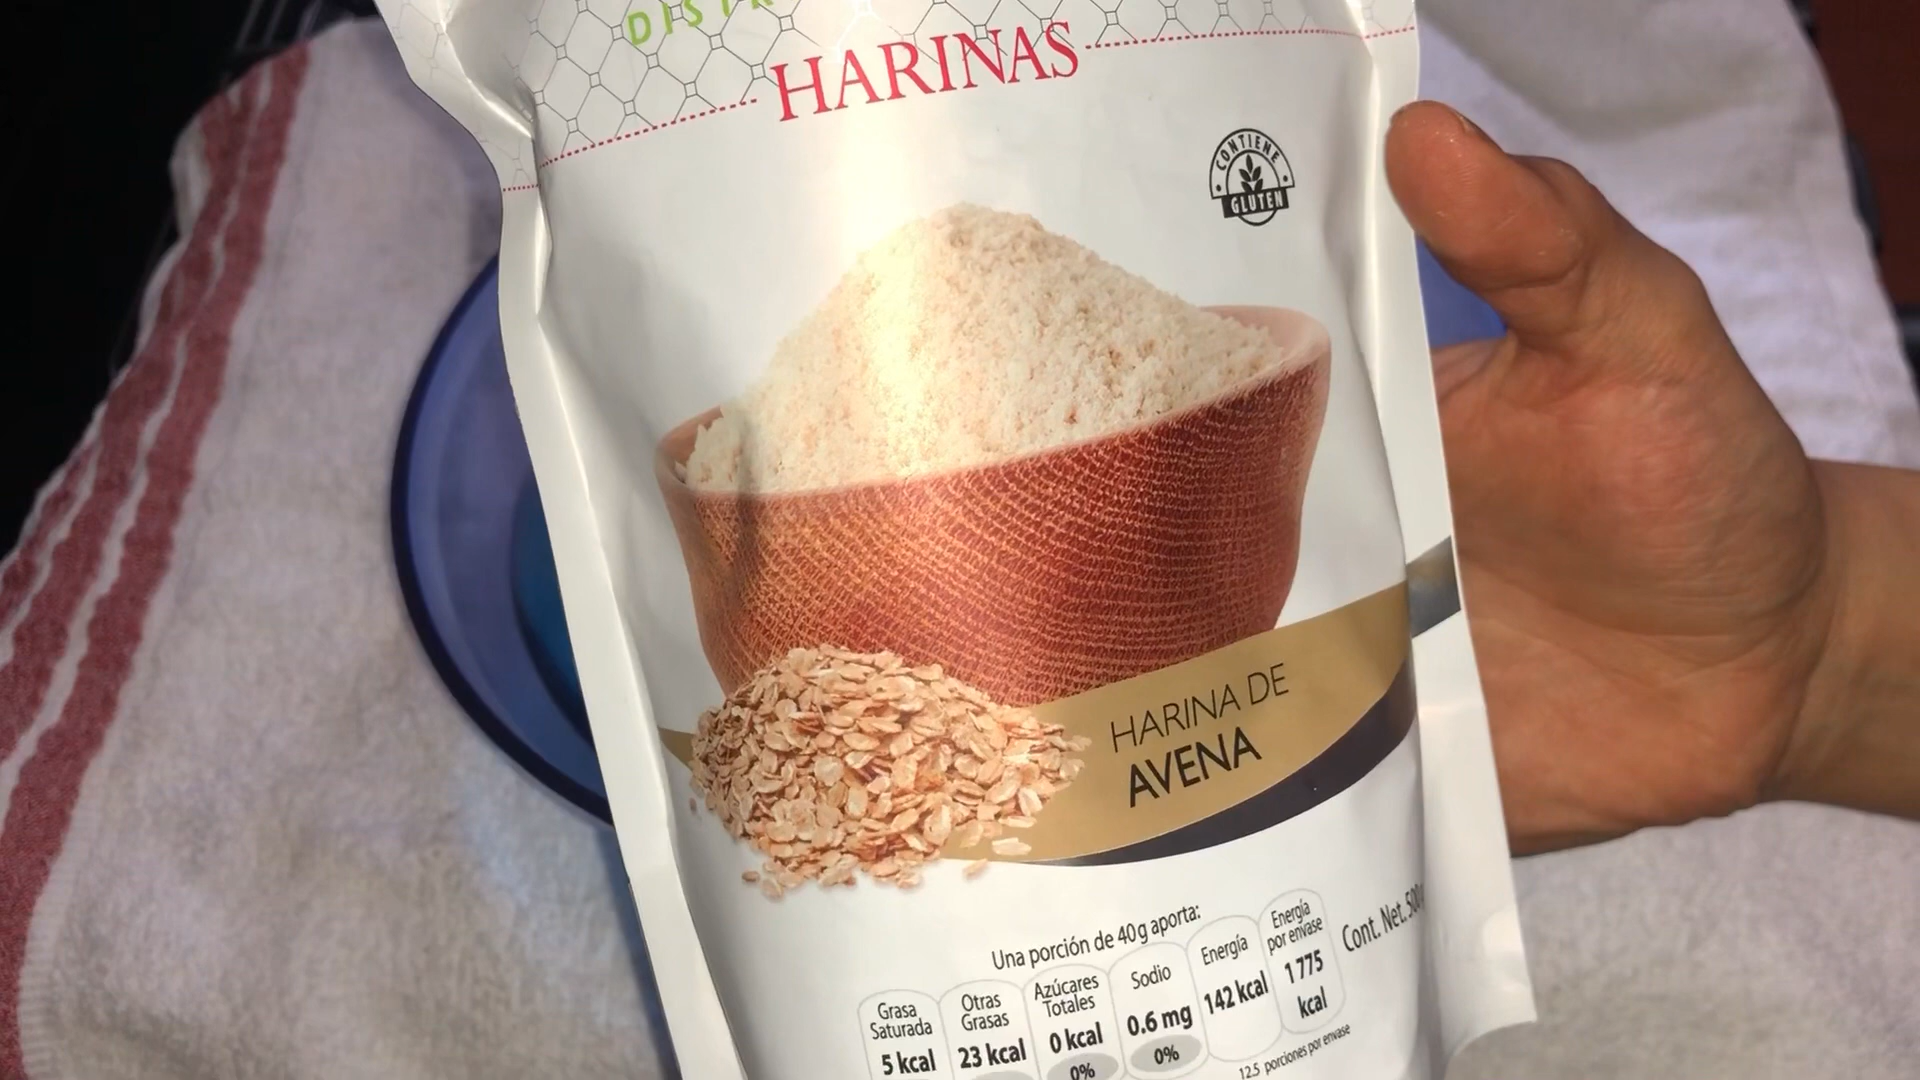 HARINAS
CONTIENE
GLUTEN
HARINA DE
AVENA
Una porción de 40g aporta:
Grasa
Saturada
5 kcal
Otras
Grasas
23 kcal
Azúcares
Totales
0 kcal
0%
Sodio
0.6 mg
0%
Energía
142 kcal
Energía
por envase
1775
kcal
Cont. Net. 500
12.5 porciones por envase